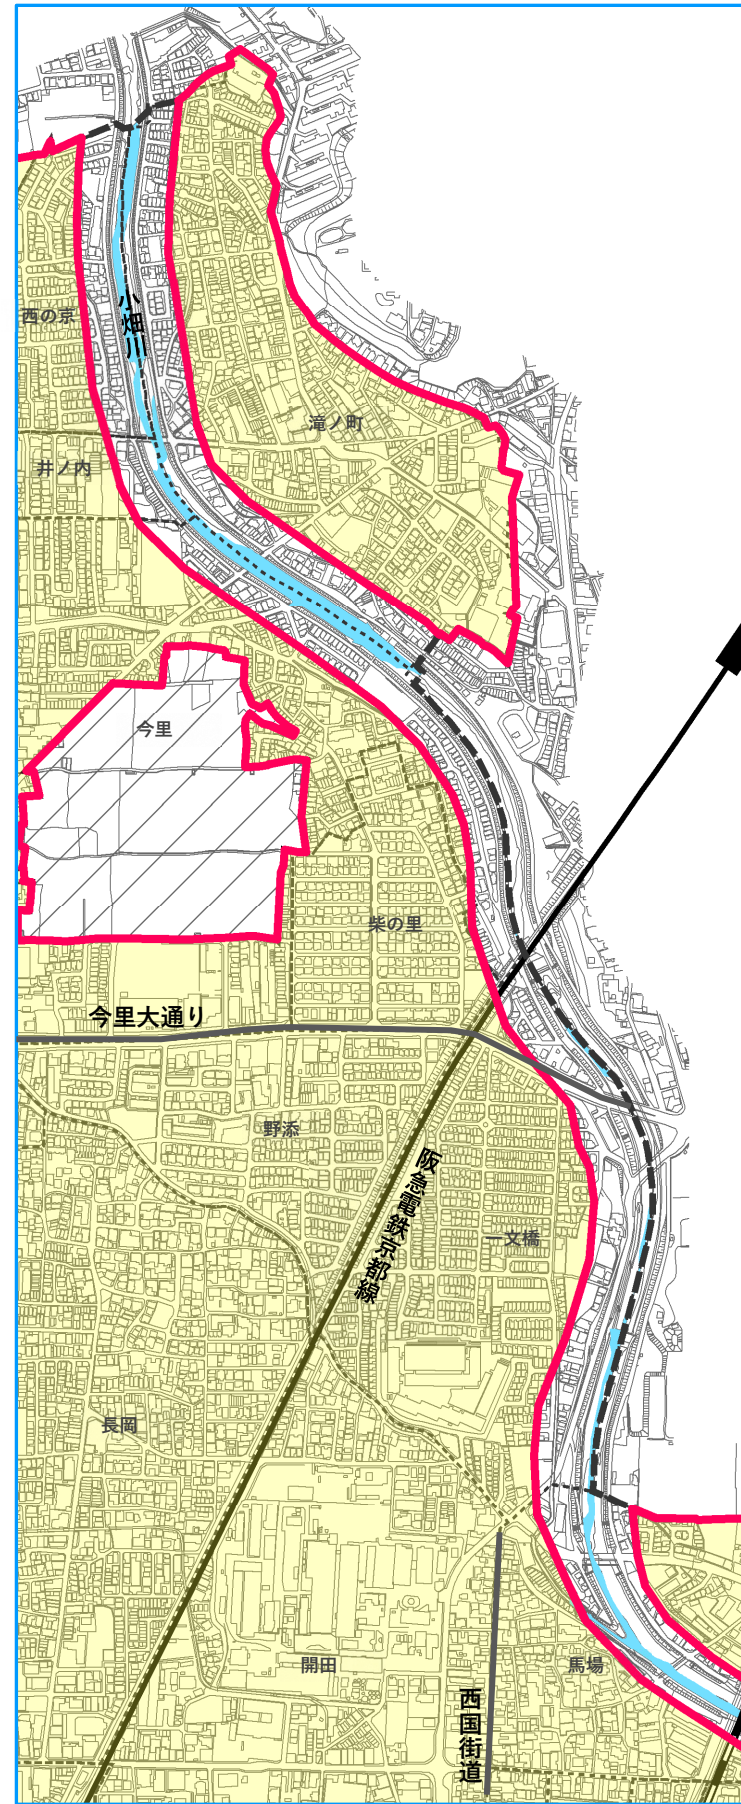 小畑川
西の京
滝ノ町
井ノ内
今里
柴の里
今里大通り
野添
阪急電鉄京都線
一文橋
長岡
開田
馬場
西国街道